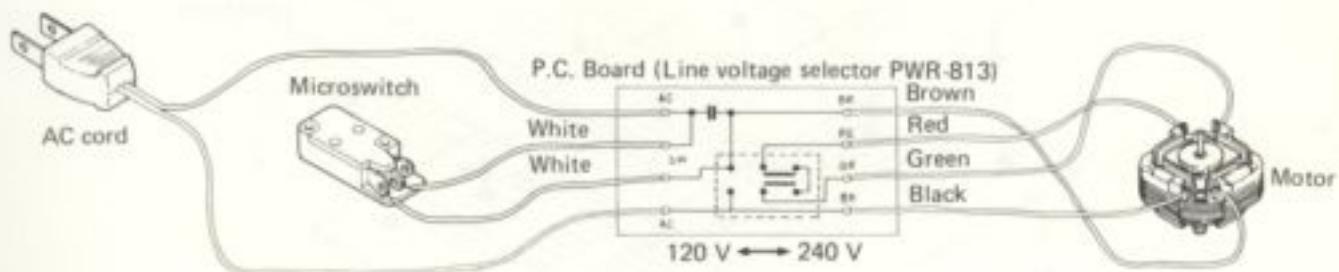 P.C. Board (Line voltage selector PWR-813)
Microswitch
AC cord
AC
White
White
AC
Brown
Red
Green
Black
Motor
120 V ⟷ 240 V